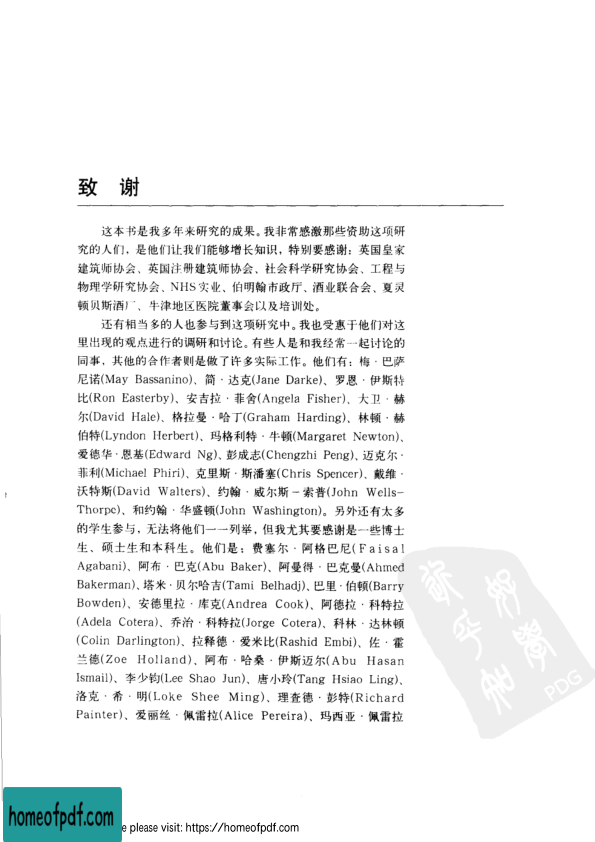 致 谢
这本书是我多年来研究的成果。我非常感激那些资助这项研
究的人们，是他们让我们能够增长知识，特别要感谢：英国皇家
建筑师协会、英国注册建筑师协会、社会科学研究协会、工程与
物理学研究协会、NHS实业、伯明翰市政厅、酒业联合会、夏灵
顿贝斯酒厂、牛津地区医院董事会以及培训处。
还有相当多的人也参与到这项研究中。我也受惠于他们对这
里出现的观点进行的调研和讨论。有些人是和我经常一起讨论的
同事，其他的合作者则是做了许多实际工作。他们有：梅·巴萨
尼诺(May Bassanino)、简·达克(Jane Darke)、罗恩·伊斯特
比(Ron Easterby)、安吉拉·菲舍(Angela Fisher)、大卫·赫
尔(David Hale)、格拉曼·哈丁(Graham Harding)、林顿·赫
伯特(Lyndon Herbert)、玛格利特·牛顿(Margaret Newton)、
爱德华·恩基(Edward Ng)、彭成志(Chengzhi Peng)、迈克尔·
菲利(Michael Phiri)、克里斯·斯潘塞(Chris Spencer)、戴维·
沃特斯(David Walters)、约翰·威尔斯-索普(John Wells-
Thorpe)、和约翰·华盛顿(John Washington)。另外还有太多
的学生参与，无法将他们一一列举，但我尤其要感谢是一些博士
生、硕士生和本科生。他们是：费塞尔·阿格巴尼(Faisal
Agabani)、阿布·巴克(Abu Baker)、阿曼得·巴克曼(Ahmed
Bakerman)、塔米·贝尔哈吉(Tami Belhadj)、巴里·伯顿(Barry
Bowden)、安德里拉·库克(Andrea Cook)、阿德拉·科特拉
(Adela Cotera)、乔治·科特拉(Jorge Cotera)、科林·达林顿
(Colin Darlington)、拉释德·爱米比(Rashid Embi)、佐·霍
兰德(Zoe Holland)、阿布·哈桑·伊斯迈尔(Abu Hasan
Ismail)、李少钧(Lee Shao Jun)、唐小玲(Tang Hsiao Ling)、
洛克·希·明(Loke Shee Ming)、理查德·彭特(Richard
Painter)、爱丽丝·佩雷拉(Alice Pereira)、玛西亚·佩雷拉
PDG
homeofpdf.com
e please visit: https://homeofpdf.com